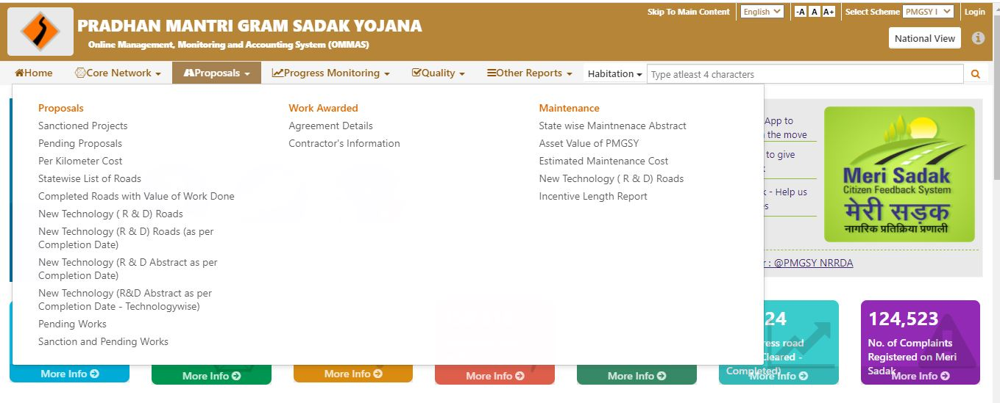 Skip To Main Content English -A A A+ Select Scheme PMGSY I Login
PRADHAN MANTRI GRAM SADAK YOJANA
Online Management, Monitoring and Accounting System (OMMAS)
National View
Home Core Network Proposals Progress Monitoring Quality Other Reports Habitation Type atleast 4 characters
Proposals
Sanctioned Projects
Pending Proposals
Per Kilometer Cost
Statewise List of Roads
Completed Roads with Value of Work Done
New Technology ( R & D) Roads
New Technology (R & D) Roads (as per
Completion Date)
New Technology (R & D Abstract as per
Completion Date)
New Technology (R&D Abstract as per
Completion Date - Technologywise)
Pending Works
Sanction and Pending Works
Work Awarded
Agreement Details
Contractor's Information
Maintenance
State wise Maintnenace Abstract
Asset Value of PMGSY
Estimated Maintenance Cost
New Technology ( R & D) Roads
Incentive Length Report
App to
the move
to give
- Help us
: @PMGSY NRRDA
Meri Sadak
Citizen Feedback System
मेरी सड़क
नागरिक प्रतिक्रिया प्रणाली
More Info
More Info
More Info
More Info
More Info
24
road
Cleared -
Completed)
More Info
124,523
No. of Complaints
Registered on Meri
Sadak
More Info